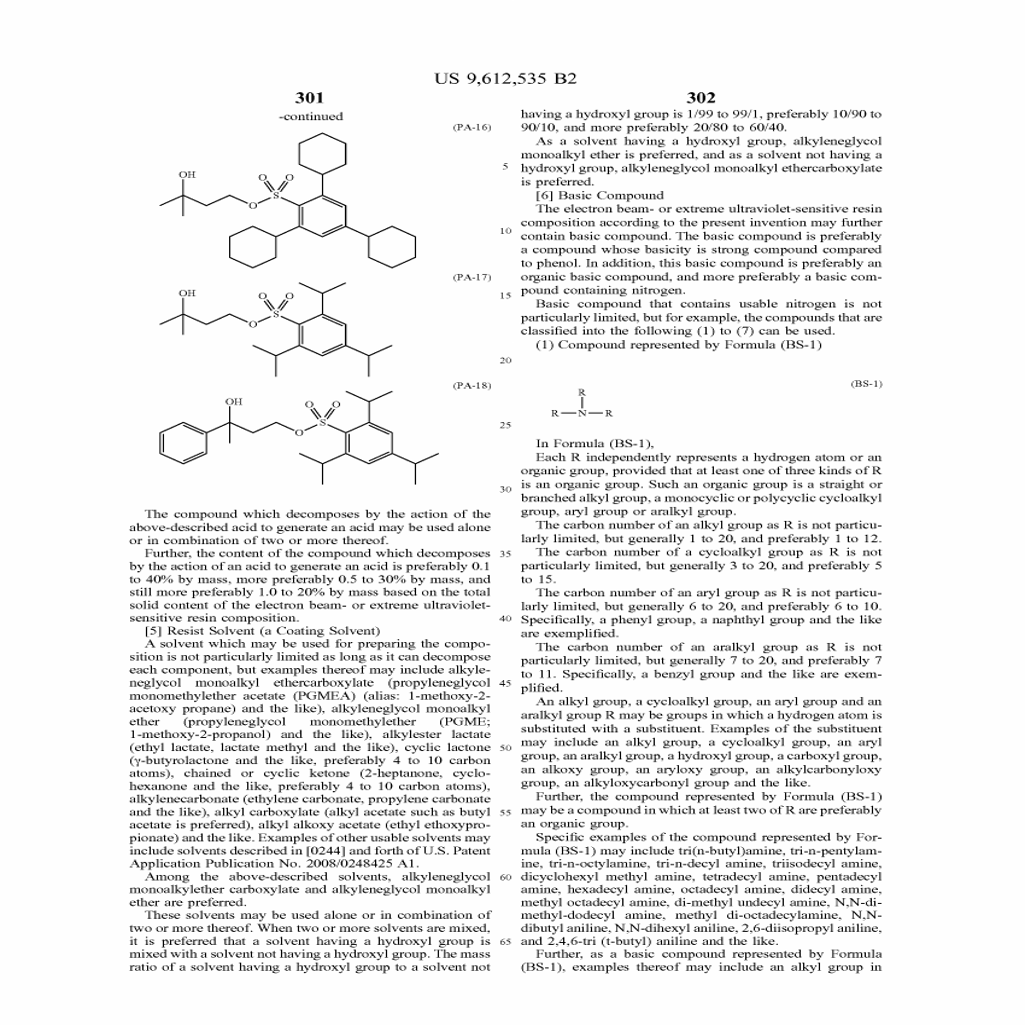 US 9,612,535 B2
301
-continued
(PA-16)
OH
O
O
S
O
(PA-17)
OH
O
O
S
O
(PA-18)
OH
O
O
S
O
The compound which decomposes by the action of the
above-described acid to generate an acid may be used alone
or in combination of two or more thereof.
Further, the content of the compound which decomposes
by the action of an acid to generate an acid is preferably 0.1
to 40% by mass, more preferably 0.5 to 30% by mass, and
still more preferably 1.0 to 20% by mass based on the total
solid content of the electron beam- or extreme ultraviolet-
sensitive resin composition.
[5] Resist Solvent (a Coating Solvent)
A solvent which may be used for preparing the compo-
sition is not particularly limited as long as it can decompose
each component, but examples thereof may include alkyle-
neglycol monoalkyl ethercarboxylate (propyleneglycol
monomethylether acetate (PGMEA) (alias: 1-methoxy-2-
acetoxy propane) and the like), alkyleneglycol monoalkyl
ether (propyleneglycol monomethylether (PGME;
1-methoxy-2-propanol) and the like), alkylester lactate
(ethyl lactate, lactate methyl and the like), cyclic lactone
(γ-butyrolactone and the like, preferably 4 to 10 carbon
atoms), chained or cyclic ketone (2-heptanone, cyclo-
hexanone and the like, preferably 4 to 10 carbon atoms),
alkylenecarbonate (ethylene carbonate, propylene carbonate
and the like), alkyl carboxylate (alkyl acetate such as butyl
acetate is preferred), alkyl alkoxy acetate (ethyl ethoxypro-
pionate) and the like. Examples of other usable solvents may
include solvents described in [0244] and forth of U.S. Patent
Application Publication No. 2008/0248425 A1.
Among the above-described solvents, alkyleneglycol
monoalkylether carboxylate and alkyleneglycol monoalkyl
ether are preferred.
These solvents may be used alone or in combination of
two or more thereof. When two or more solvents are mixed,
it is preferred that a solvent having a hydroxyl group is
mixed with a solvent not having a hydroxyl group. The mass
ratio of a solvent having a hydroxyl group to a solvent not
5
10
15
20
25
30
35
40
45
50
55
60
65
302
having a hydroxyl group is 1/99 to 99/1, preferably 10/90 to
90/10, and more preferably 20/80 to 60/40.
As a solvent having a hydroxyl group, alkyleneglycol
monoalkyl ether is preferred, and as a solvent not having a
hydroxyl group, alkyleneglycol monoalkyl ethercarboxylate
is preferred.
[6] Basic Compound
The electron beam- or extreme ultraviolet-sensitive resin
composition according to the present invention may further
contain basic compound. The basic compound is preferably
a compound whose basicity is strong compound compared
to phenol. In addition, this basic compound is preferably an
organic basic compound, and more preferably a basic com-
pound containing nitrogen.
Basic compound that contains usable nitrogen is not
particularly limited, but for example, the compounds that are
classified into the following (1) to (7) can be used.
(1) Compound represented by Formula (BS-1)
(BS-1)
R
R—N—R
In Formula (BS-1),
Each R independently represents a hydrogen atom or an
organic group, provided that at least one of three kinds of R
is an organic group. Such an organic group is a straight or
branched alkyl group, a monocyclic or polycyclic cycloalkyl
group, aryl group or aralkyl group.
The carbon number of an alkyl group as R is not particu-
larly limited, but generally 1 to 20, and preferably 1 to 12.
The carbon number of a cycloalkyl group as R is not
particularly limited, but generally 3 to 20, and preferably 5
to 15.
The carbon number of an aryl group as R is not particu-
larly limited, but generally 6 to 20, and preferably 6 to 10.
Specifically, a phenyl group, a naphthyl group and the like
are exemplified.
The carbon number of an aralkyl group as R is not
particularly limited, but generally 7 to 20, and preferably 7
to 11. Specifically, a benzyl group and the like are exem-
plified.
An alkyl group, a cycloalkyl group, an aryl group and an
aralkyl group R may be groups in which a hydrogen atom is
substituted with a substituent. Examples of the substituent
may include an alkyl group, a cycloalkyl group, an aryl
group, an aralkyl group, a hydroxyl group, a carboxyl group,
an alkoxy group, an aryloxy group, an alkylcarbonyloxy
group, an alkyloxycarbonyl group and the like.
Further, the compound represented by Formula (BS-1)
may be a compound in which at least two of R are preferably
an organic group.
Specific examples of the compound represented by For-
mula (BS-1) may include tri(n-butyl)amine, tri-n-pentylam-
ine, tri-n-octylamine, tri-n-decyl amine, triisodecyl amine,
dicyclohexyl methyl amine, tetradecyl amine, pentadecyl
amine, hexadecyl amine, octadecyl amine, didecyl amine,
methyl octadecyl amine, di-methyl undecyl amine, N,N-di-
methyl-dodecyl amine, methyl di-octadecylamine, N,N-
dibutyl aniline, N,N-dihexyl aniline, 2,6-diisopropyl aniline,
and 2,4,6-tri (t-butyl) aniline and the like.
Further, as a basic compound represented by Formula
(BS-1), examples thereof may include an alkyl group in